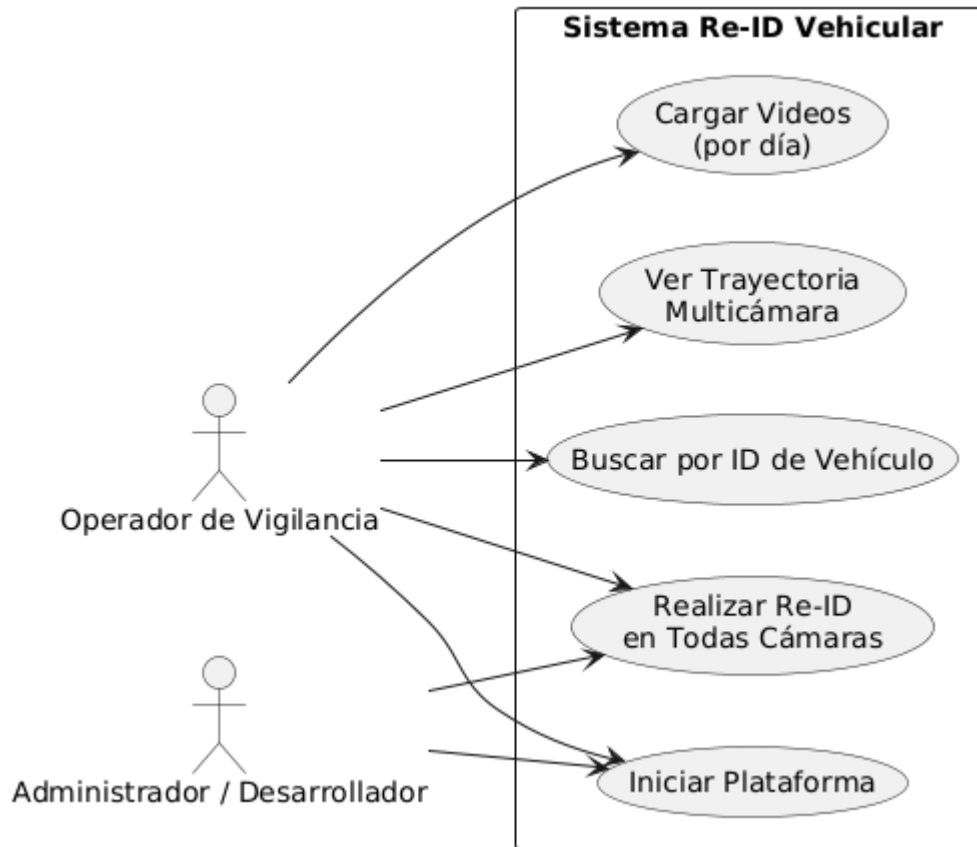 Sistema Re-ID Vehicular
Cargar Videos
(por día)
Ver Trayectoria
Multicámara
Buscar por ID de Vehículo
Operador de Vigilancia
Realizar Re-ID
en Todas Cámaras
Iniciar Plataforma
Administrador / Desarrollador